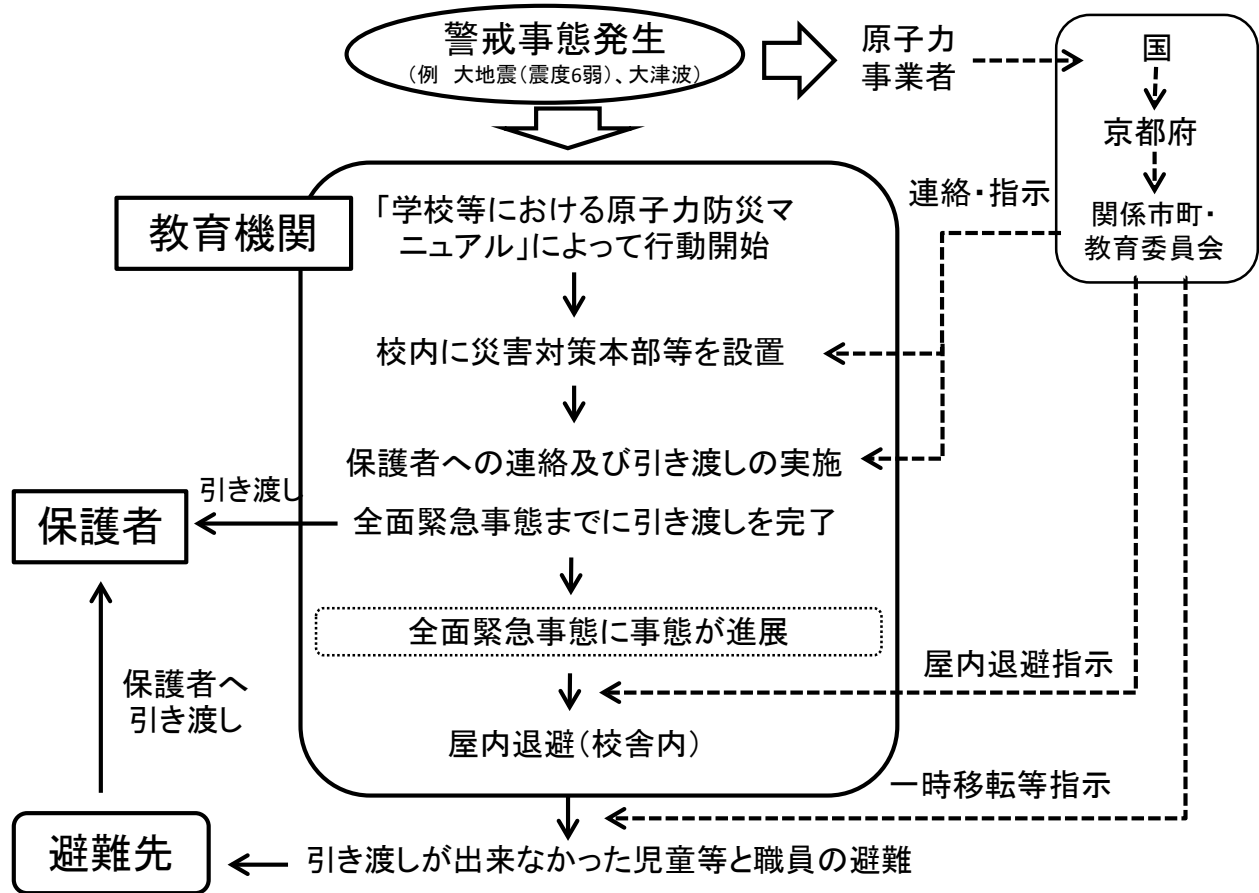 警戒事態発生
(例　大地震(震度6弱)、大津波)
原子力
事業者
国
京都府
関係市町・
教育委員会
連絡・指示
教育機関
「学校等における原子力防災マ
ニュアル」によって行動開始
校内に災害対策本部等を設置
保護者への連絡及び引き渡しの実施
引き渡し
保護者
全面緊急事態までに引き渡しを完了
全面緊急事態に事態が進展
屋内退避指示
保護者へ
引き渡し
屋内退避(校舎内)
一時移転等指示
避難先
引き渡しが出来なかった児童等と職員の避難